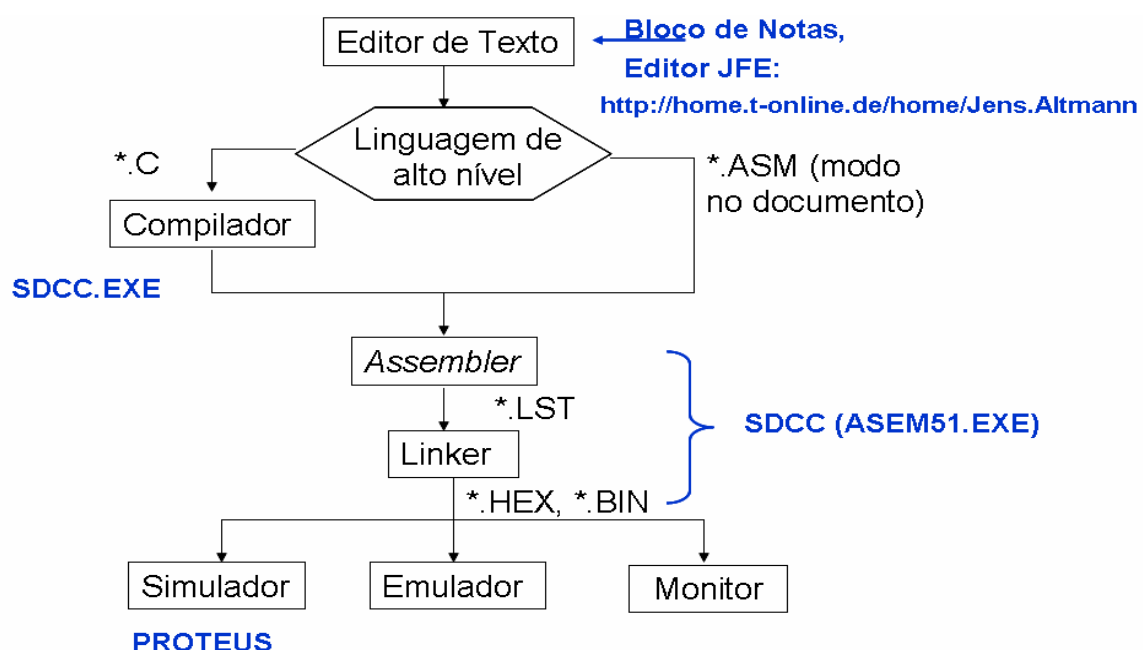 Editor de Texto
Bloco de Notas,
Editor JFE:
http://home.t-online.de/home/Jens.Altmann
Linguagem de
alto nível
*.C
*.ASM (modo
no documento)
Compilador
SDCC.EXE
Assembler
*.LST
SDCC (ASEM51.EXE)
Linker
*.HEX, *.BIN
Simulador
Emulador
Monitor
PROTEUS